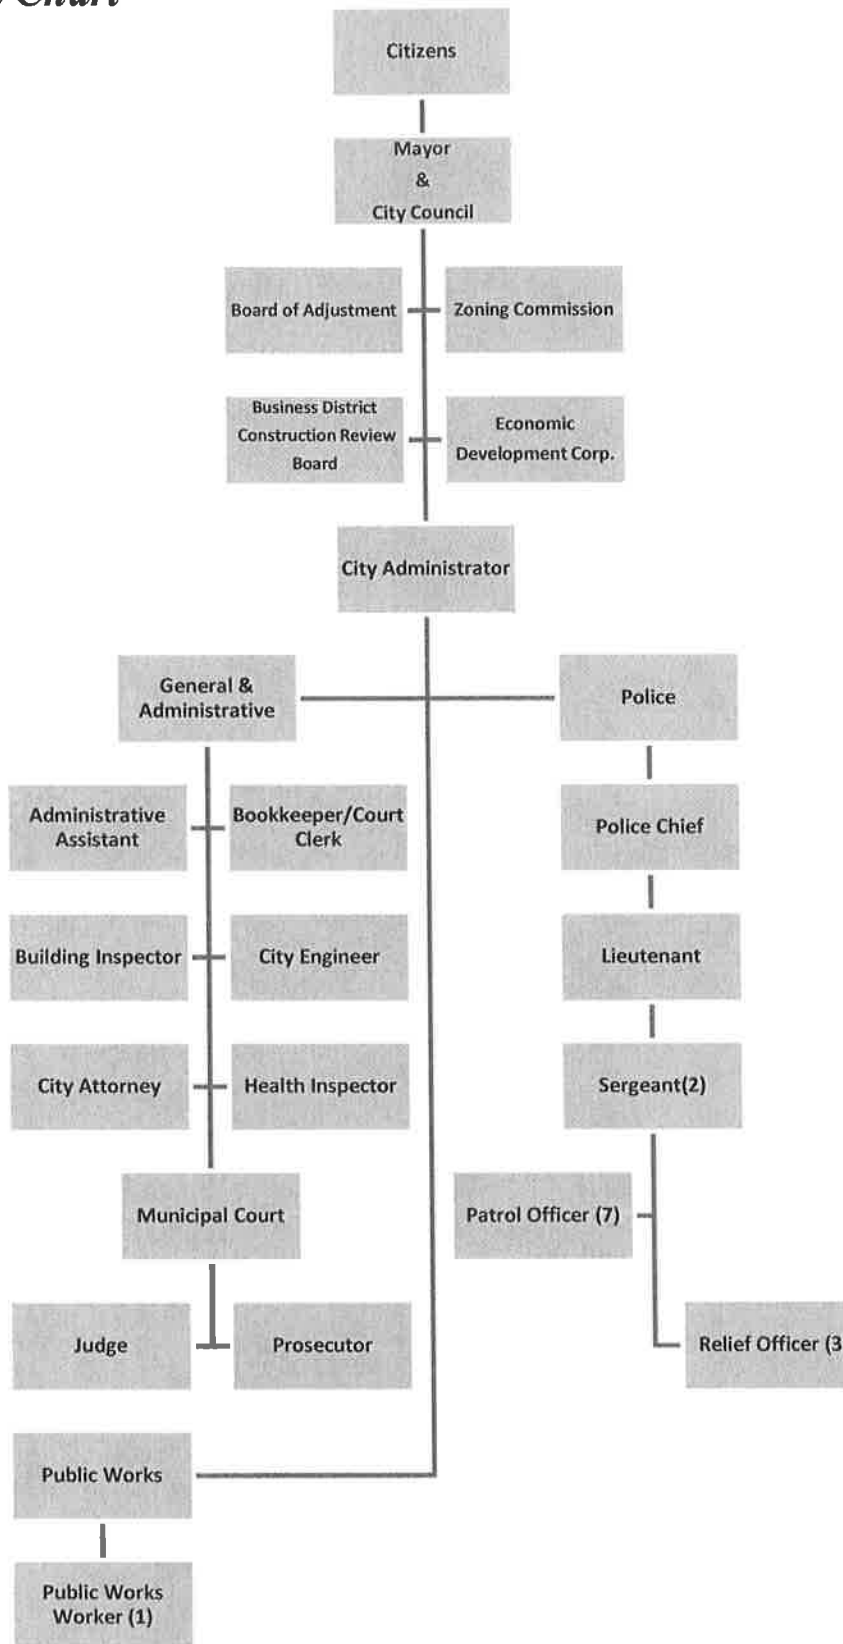 Chart
Citizens
Mayor
&
City Council
Board of Adjustment
Zoning Commission
Business District
Construction Review
Board
Economic
Development Corp.
City Administrator
General &
Administrative
Police
Administrative
Assistant
Bookkeeper/Court
Clerk
Police Chief
Building Inspector
City Engineer
Lieutenant
City Attorney
Health Inspector
Sergeant(2)
Municipal Court
Patrol Officer (7)
Judge
Prosecutor
Relief Officer (3
Public Works
Public Works
Worker (1)